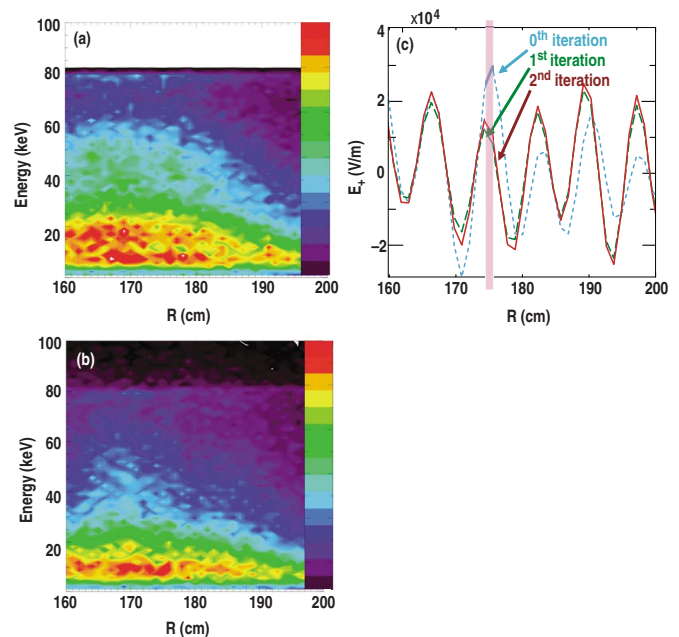 100
(a)
80
60
40
20
Energy (keV)
160 170 180 190 200
R (cm)
(b)
100
80
60
40
20
Energy (keV)
160 170 180 190 200
R (cm)
×10⁴
(c)
0th iteration
1st iteration
2nd iteration
4
2
0
−2
E+ (V/m)
160 170 180 190 200
R (cm)